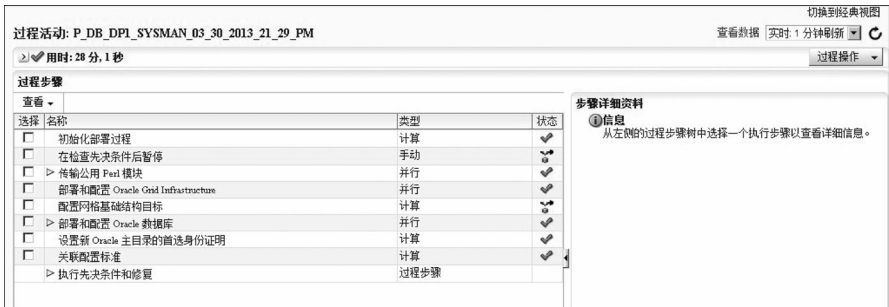 切换到经典视图
过程活动: P_DB_DP1_SYSMAN_03_30_2013_21_29_PM
查看数据 实时: 1 分钟刷新
用时: 28 分, 1 秒
过程操作
过程步骤
查看
选择 名称 类型 状态
初始化部署过程 计算
在检查先决条件后暂停 手动
传输公用 Perl 模块 并行
部署和配置 Oracle Grid Infrastructure 并行
配置网格基础结构目标 计算
部署和配置 Oracle 数据库 并行
设置新 Oracle 主目录的首选身份证明 计算
关联配置标准 计算
执行先决条件和修复 过程步骤
步骤详细资料
信息
从左侧的过程步骤树中选择一个执行步骤以查看详细信息。